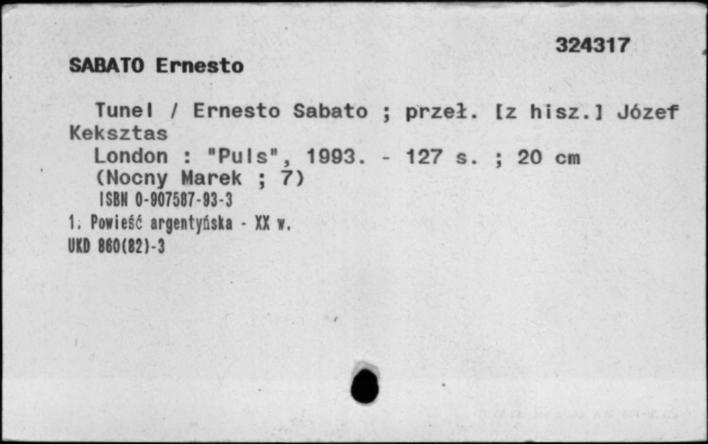 324317
SABATO Ernesto
Tunel / Ernesto Sabato ; przeł. [z hisz.] Józef
Keksztas
London : "Puls", 1993. - 127 s. ; 20 cm
(Nocny Marek ; 7)
ISBN 0-907587-93-3
1. Powieść argentyńska - XX w.
UKD 860(82)-3